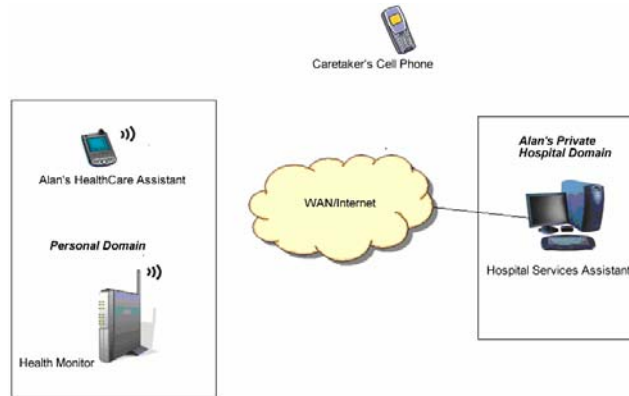 Caretaker's Cell Phone
Alan's HealthCare Assistant
Personal Domain
Health Monitor
WAN/Internet
Alan's Private
Hospital Domain
Hospital Services Assistant